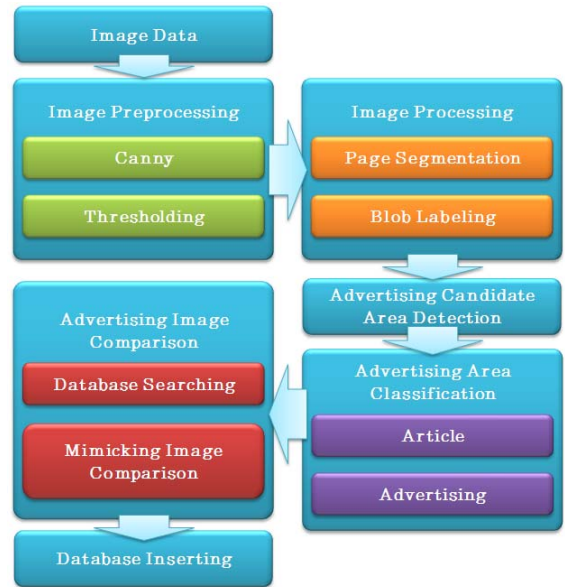 Image Data
Image Preprocessing
Canny
Thresholding
Image Processing
Page Segmentation
Blob Labeling
Advertising Candidate
Area Detection
Advertising Area
Classification
Article
Advertising
Advertising Image
Comparison
Database Searching
Mimicking Image
Comparison
Database Inserting